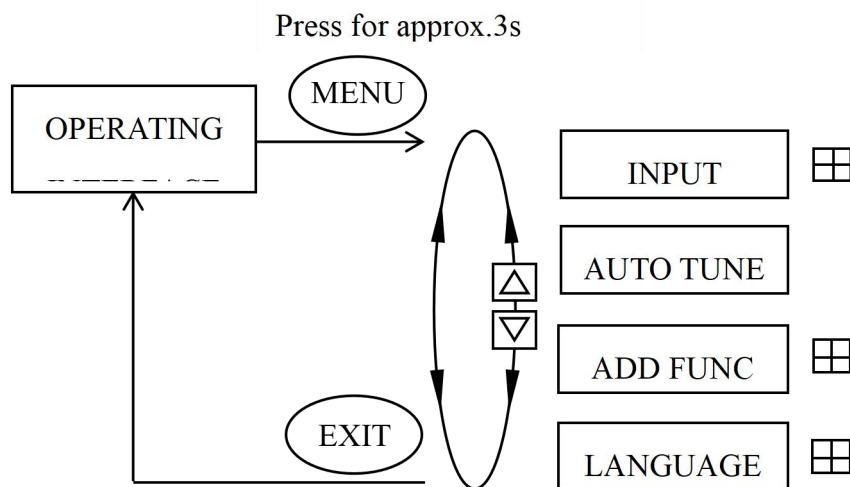 Press for approx.3s
MENU
OPERATING
INPUT
AUTO TUNE
ADD FUNC
EXIT
LANGUAGE